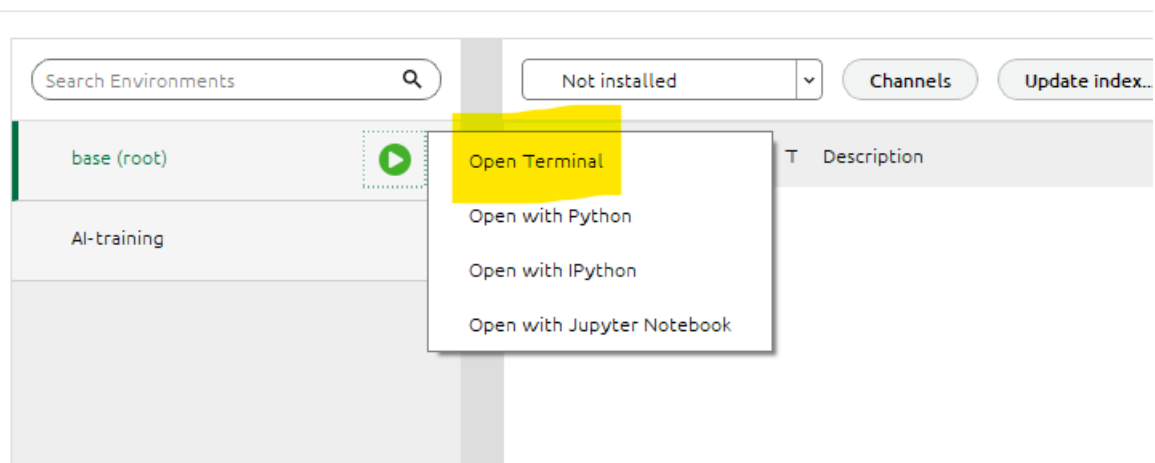 Search Environments
Not installed
Channels
Update index...
base (root)
Open Terminal
T Description
Open with Python
AI-training
Open with IPython
Open with Jupyter Notebook